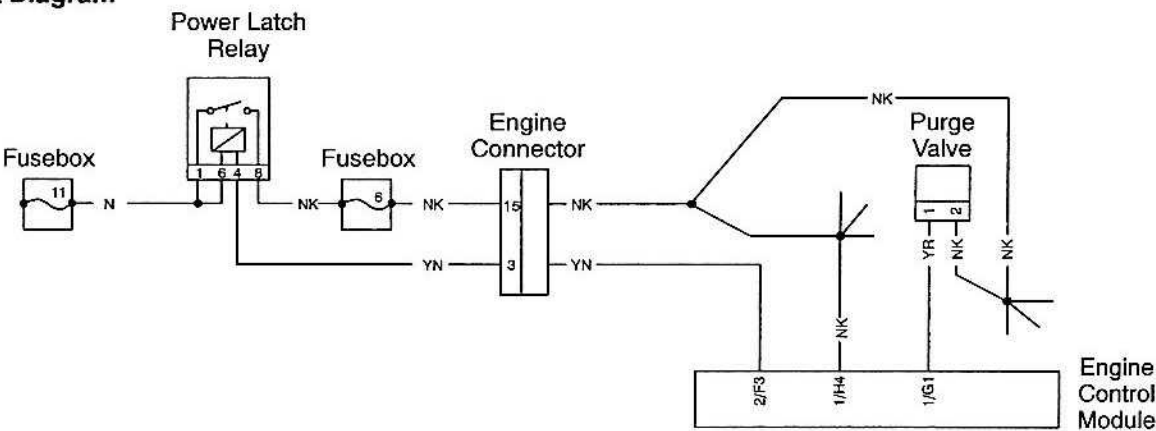 Diagram
Power Latch
Relay
Fusebox
11
N
1 6 4 8
NK
Fusebox
6
NK
YN
Engine
Connector
15
3
NK
YN
NK
Purge
Valve
1 2
YR
NK
NK
NK
2/F3
1/H4
1/G1
Engine
Control
Module